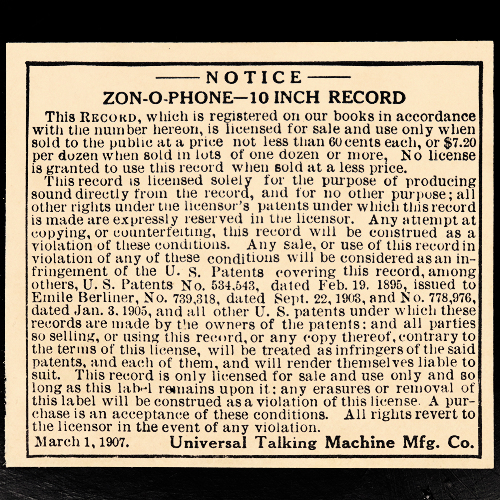 NOTICE
ZON-O-PHONE—10 INCH RECORD
This RECORD, which is registered on our books in accordance
with the number hereon, is licensed for sale and use only when
sold to the public at a price not less than 60 cents each, or $7.20
per dozen when sold in lots of one dozen or more, No license
is granted to use this record when sold at a less price.
This record is licensed solely for the purpose of producing
sound directly from the record, and for no other purpose; all
other rights under the licensor's patents under which this record
is made are expressly reserved in the licensor. Any attempt at
copying, or counterfeiting, this record will be construed as a
violation of these conditions. Any sale, or use of this record in
violation of any of these conditions will be considered as an in-
fringement of the U. S. Patents covering this record, among
others, U. S. Patents No. 534,543, dated Feb. 19. 1895, issued to
Emile Berliner, No. 739,318, dated Sept. 22, 1903, and No. 778,976,
dated Jan. 3. 1905, and all other U. S. patents under which these
records are made by the owners of the patents; and all parties
so selling, or using this record, or any copy thereof, contrary to
the terms of this license, will be treated as infringers of the said
patents, and each of them, and will render themselves liable to
suit. This record is only licensed for sale and use only and so
long as this label remains upon it; any erasures or removal of
this label will be construed as a violation of this license. A pur-
chase is an acceptance of these conditions. All rights revert to
the licensor in the event of any violation.
March 1, 1907. Universal Talking Machine Mfg. Co.